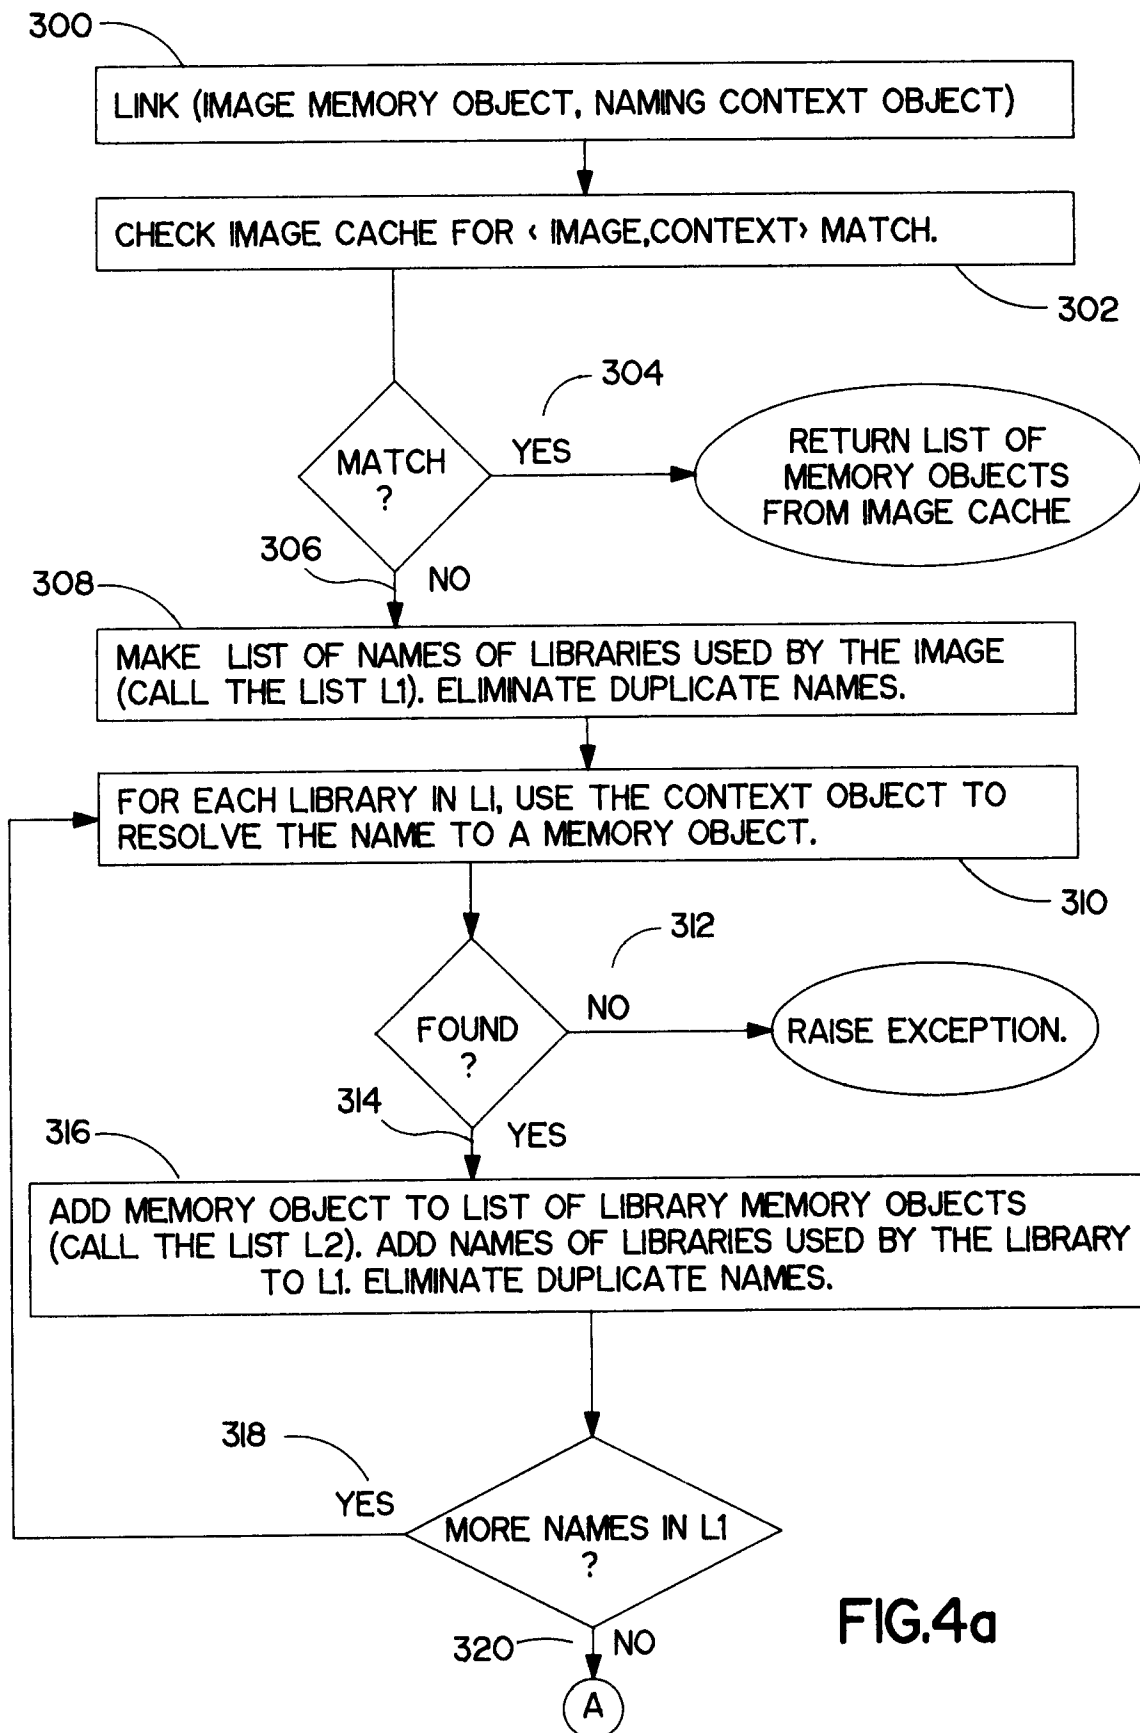 300
LINK (IMAGE MEMORY OBJECT, NAMING CONTEXT OBJECT)
CHECK IMAGE CACHE FOR ‹ IMAGE,CONTEXT› MATCH.
302
304
MATCH
?
YES
RETURN LIST OF
MEMORY OBJECTS
FROM IMAGE CACHE
306
NO
308
MAKE LIST OF NAMES OF LIBRARIES USED BY THE IMAGE
(CALL THE LIST L1). ELIMINATE DUPLICATE NAMES.
FOR EACH LIBRARY IN L1, USE THE CONTEXT OBJECT TO
RESOLVE THE NAME TO A MEMORY OBJECT.
310
312
FOUND
?
NO
RAISE EXCEPTION.
314
YES
316
ADD MEMORY OBJECT TO LIST OF LIBRARY MEMORY OBJECTS
(CALL THE LIST L2). ADD NAMES OF LIBRARIES USED BY THE LIBRARY
TO L1. ELIMINATE DUPLICATE NAMES.
318
YES
MORE NAMES IN L1
?
320
NO
A
FIG.4a